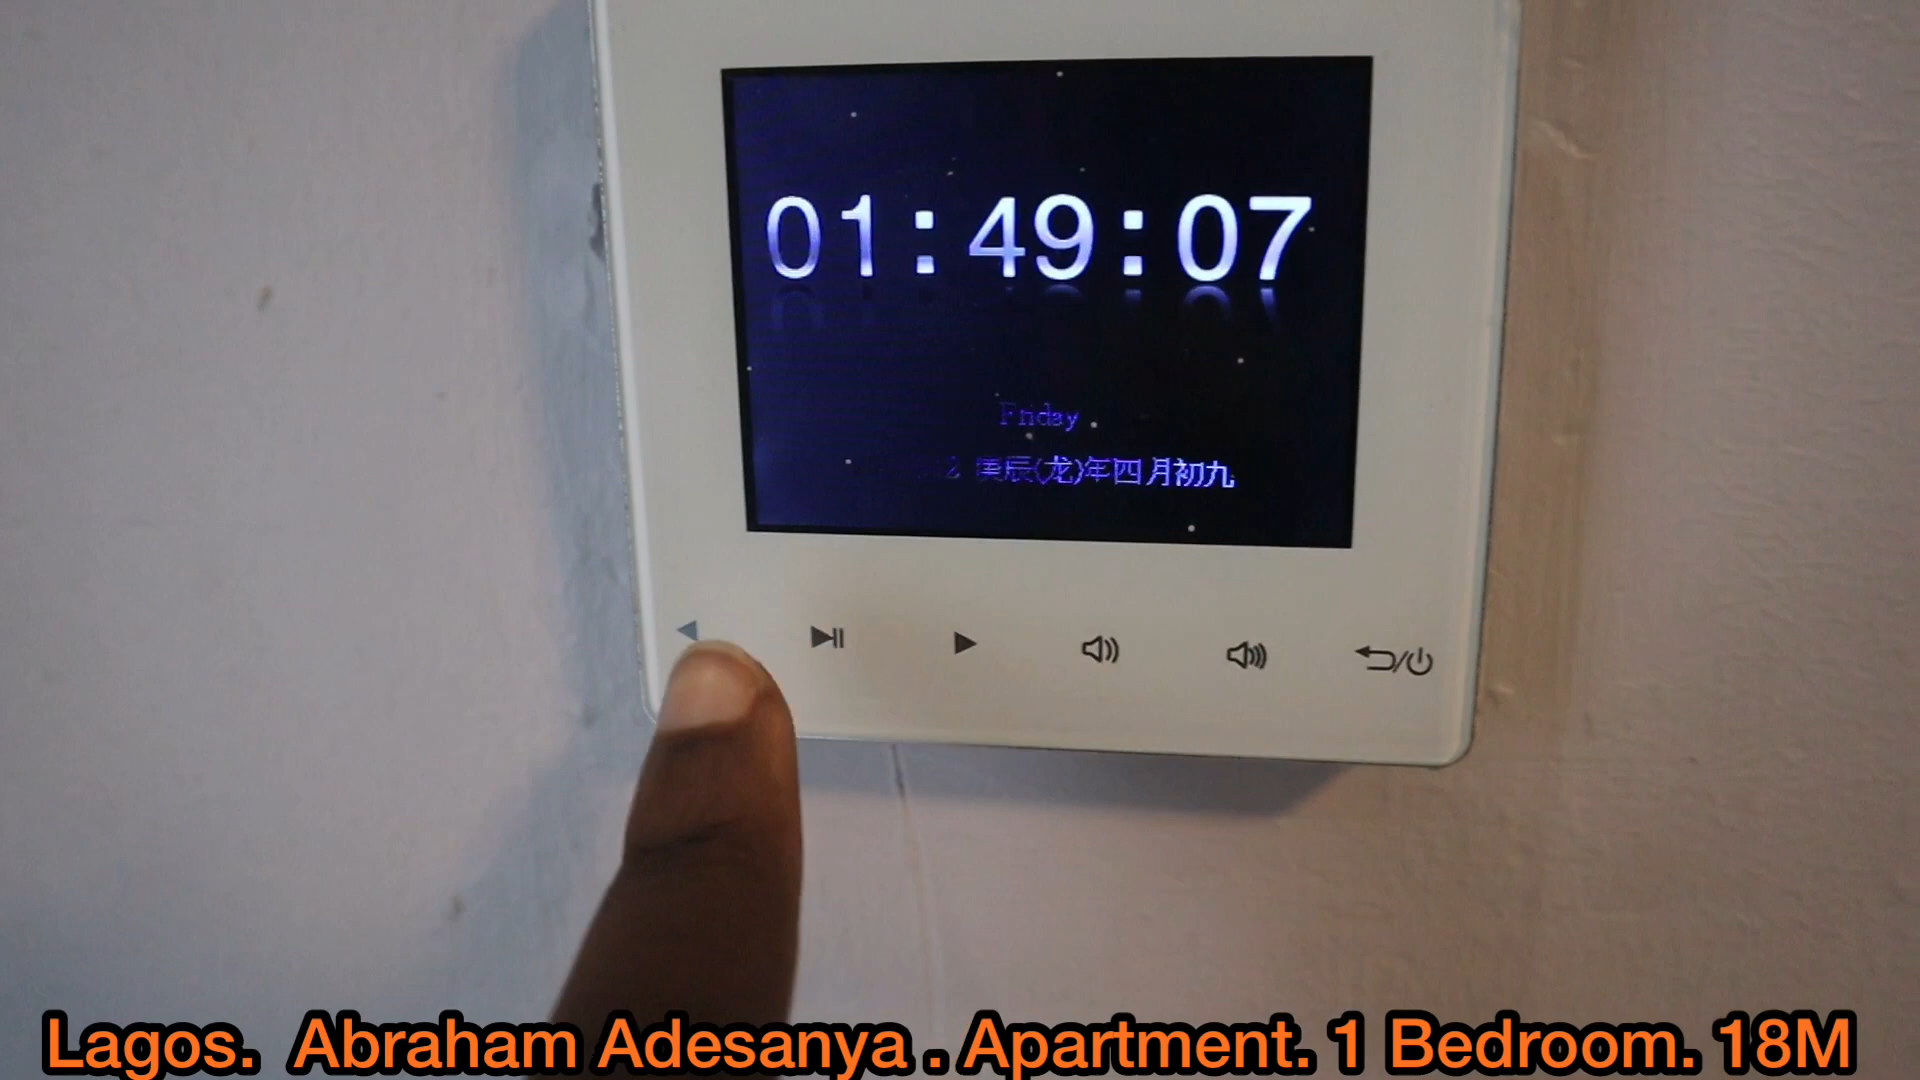 01:49:07
Friday
庚辰(龙)年四月初九
Lagos. Abraham Adesanya . Apartment. 1 Bedroom. 18M